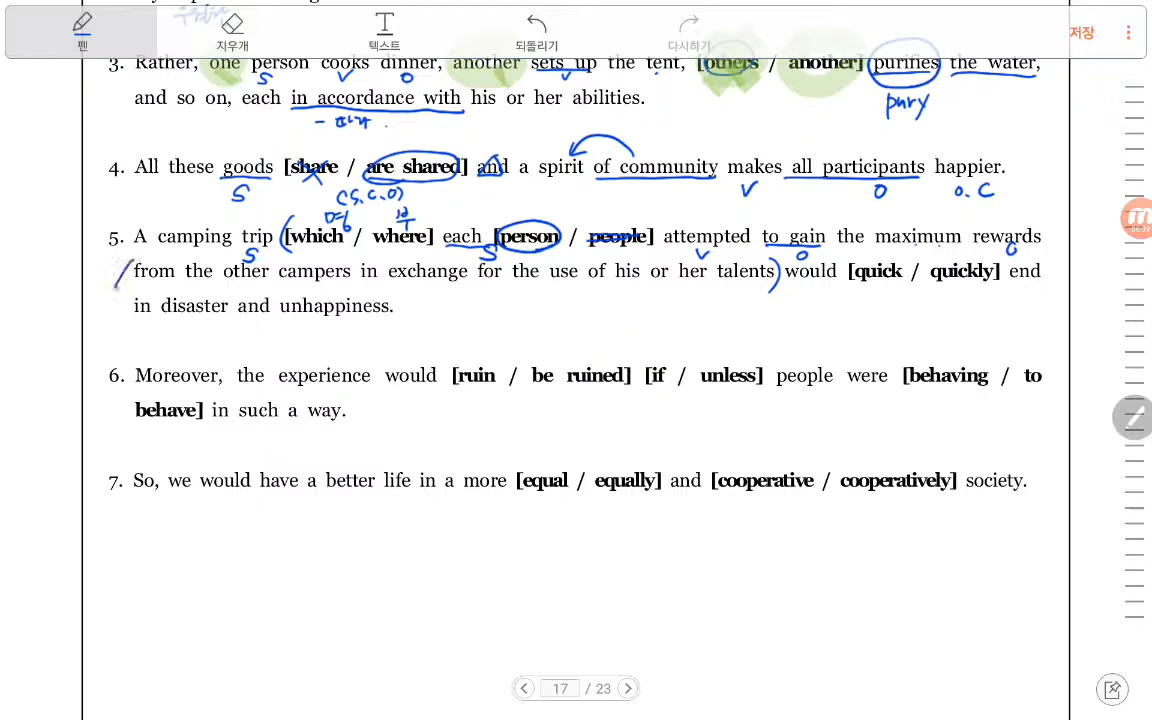 펜
지우개
텍스트
되돌리기
다시하기
저장
3. Rather, one person cooks dinner, another sets up the tent, [others / another] purifies the water,
S V O V
and so on, each in accordance with his or her abilities.
4. All these goods [share / are shared] and a spirit of community makes all participants happier.
S V O O.C
5. A camping trip [which / where] each [person / people] attempted to gain the maximum rewards
S S V O O
from the other campers in exchange for the use of his or her talents would [quick / quickly] end
in disaster and unhappiness.
6. Moreover, the experience would [ruin / be ruined] [if / unless] people were [behaving / to
behave] in such a way.
7. So, we would have a better life in a more [equal / equally] and [cooperative / cooperatively] society.
17 / 23